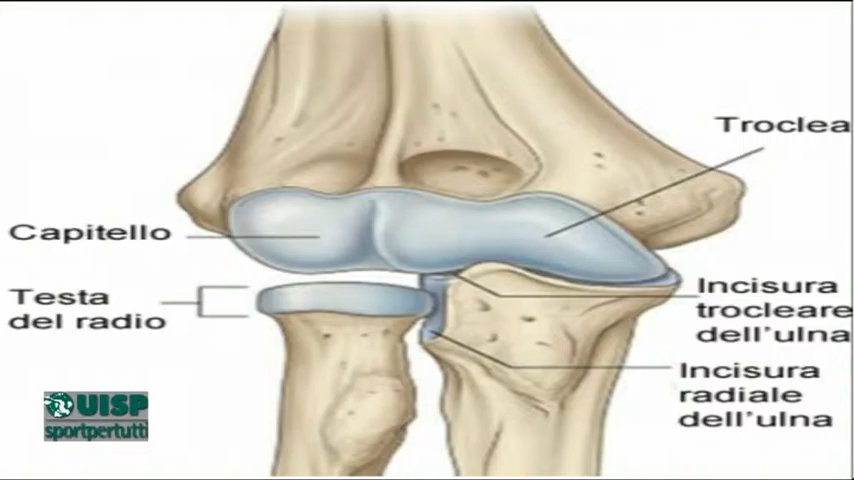 Troclea
Capitello
Testa
del radio
Incisura
trocleare
dell'ulna
Incisura
radiale
dell'ulna
UISP
sportpertutti